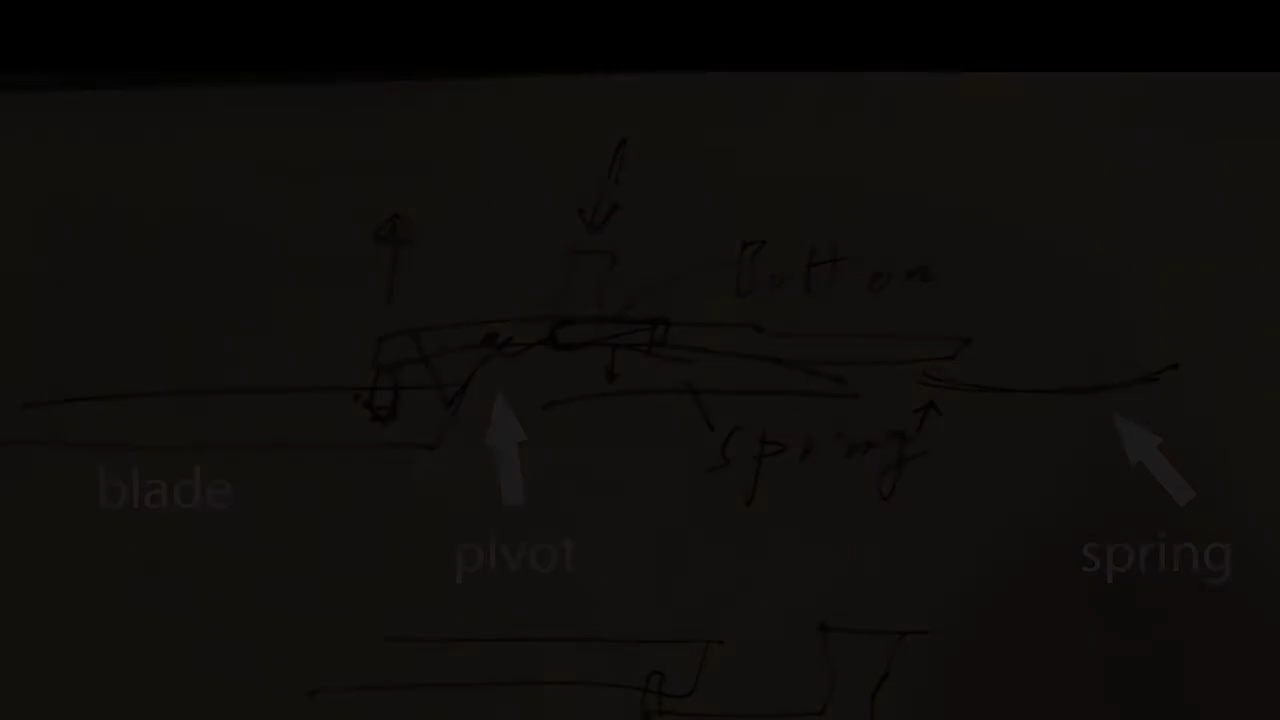 Button
spring
blade
pivot
spring